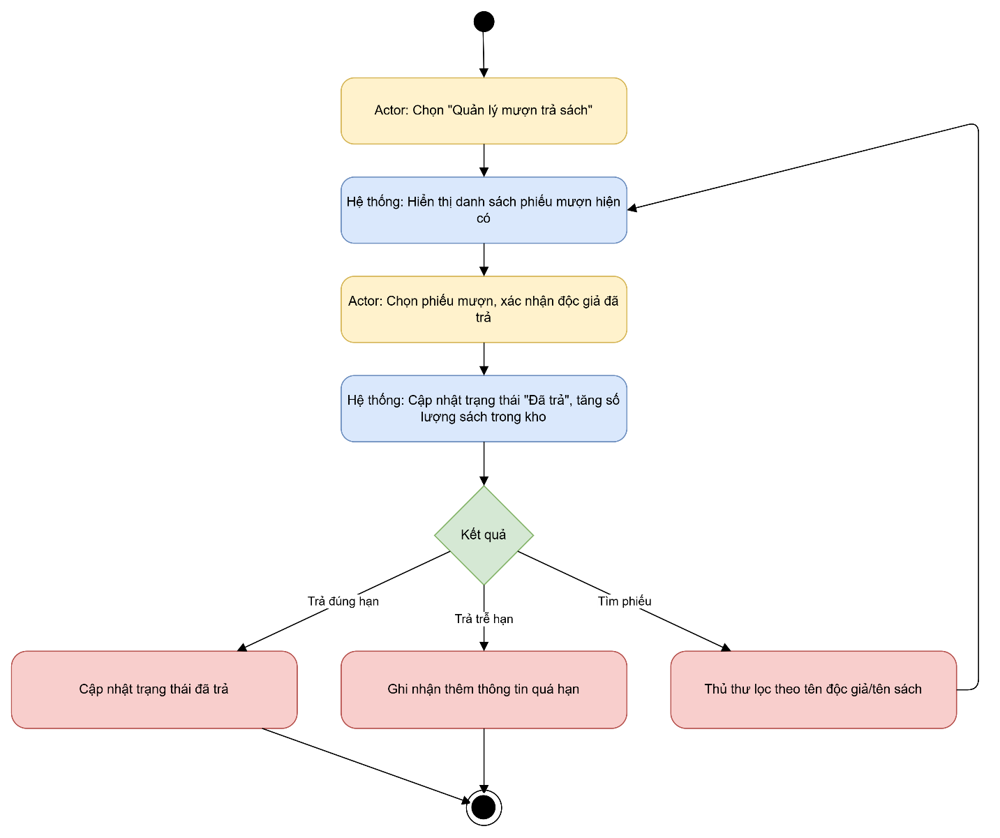 Actor: Chọn "Quản lý mượn trả sách"
Hệ thống: Hiển thị danh sách phiếu mượn hiện
có
Actor: Chọn phiếu mượn, xác nhận độc giả đã
trả
Hệ thống: Cập nhật trạng thái "Đã trả", tăng số
lượng sách trong kho
Kết quả
Trả đúng hạn
Trả trễ hạn
Tìm phiếu
Cập nhật trạng thái đã trả
Ghi nhận thêm thông tin quá hạn
Thủ thư lọc theo tên độc giả/tên sách